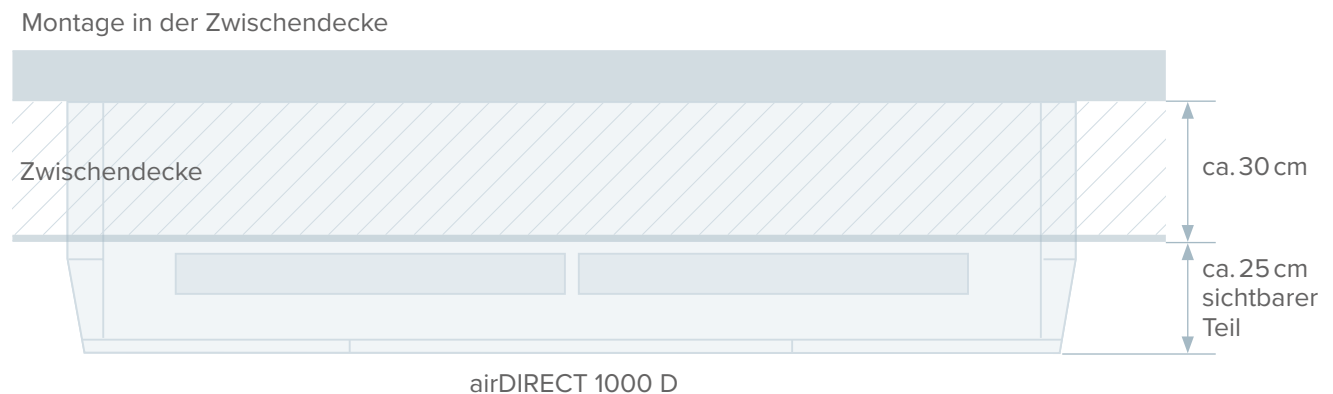 Montage in der Zwischendecke
Zwischendecke
ca. 30 cm
ca. 25 cm
sichtbarer
Teil
airDIRECT 1000 D